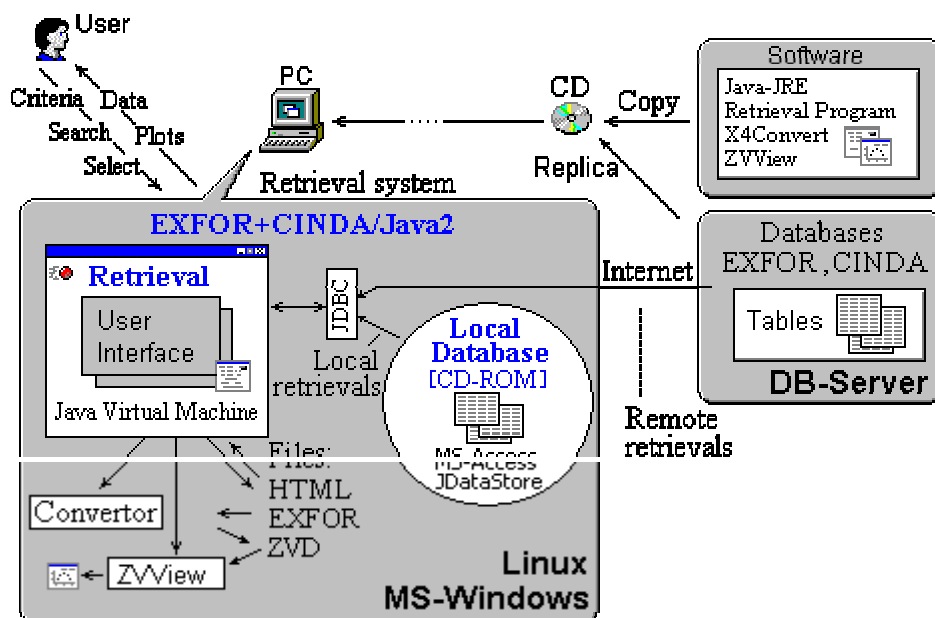 User
Criteria Data
Search Plots
Select
PC
CD
Copy
Replica
Software
Java-JRE
Retrieval Program
X4Convert
ZVView
Retrieval system
EXFOR+CINDA/Java2
Retrieval
User
Interface
Java Virtual Machine
JDBC
Local
retrievals
Local
Database
[CD-ROM]
MS-Access
JDataStore
Internet
Remote
retrievals
Databases
EXFOR,CINDA
Tables
DB-Server
Files:
HTML
EXFOR
ZVD
Convertor
ZVView
Linux
MS-Windows